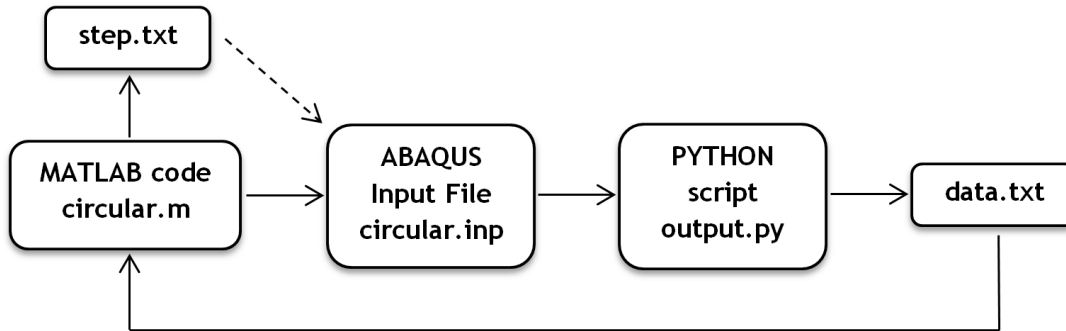 step.txt
MATLAB code
circular.m
ABAQUS
Input File
circular.inp
PYTHON
script
output.py
data.txt